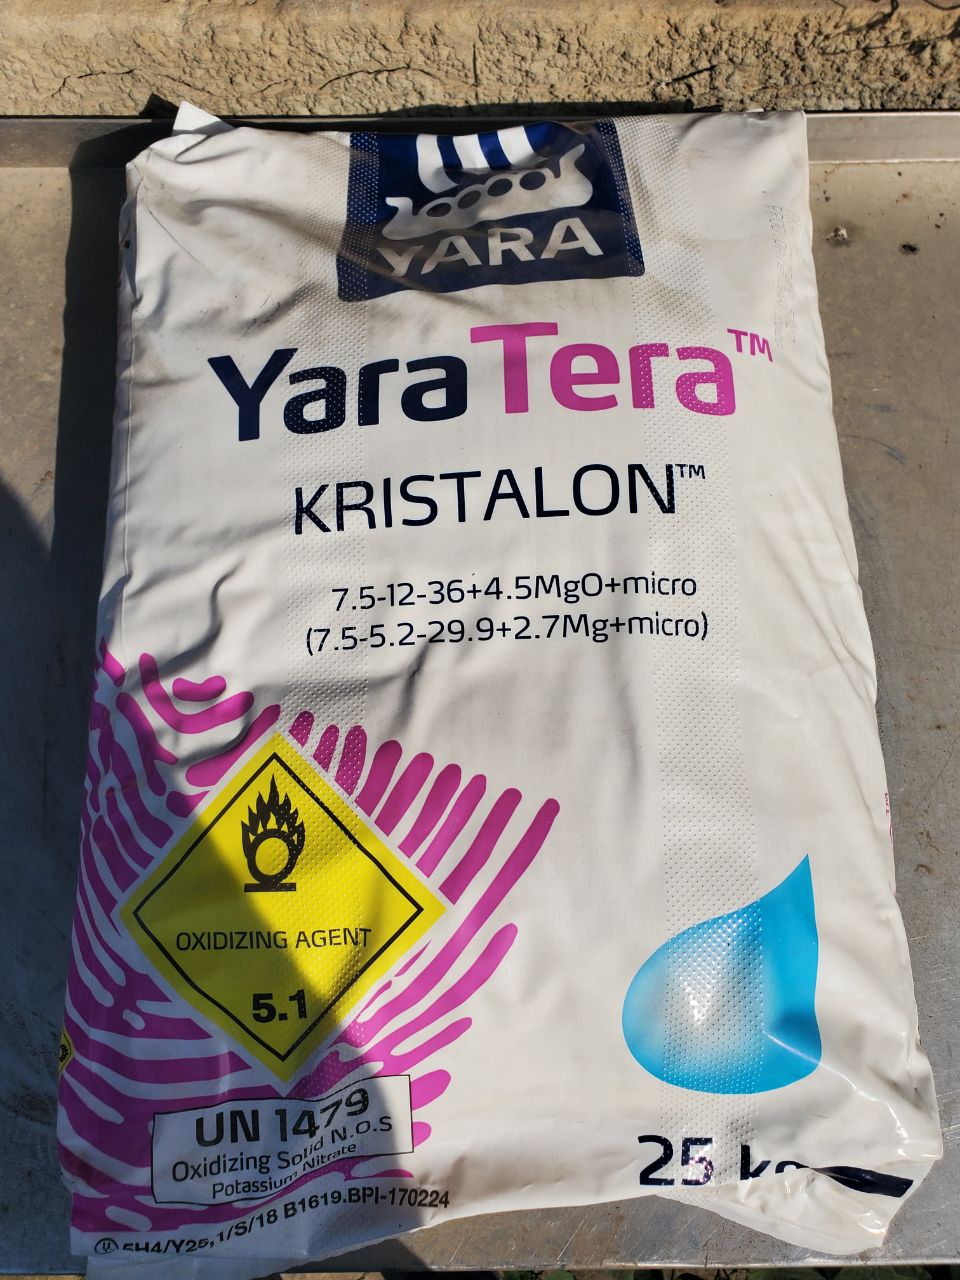 YARA
YaraTera™
KRISTALON™
7.5-12-36+4.5MgO+micro
(7.5-5.2-29.9+2.7Mg+micro)
OXIDIZING AGENT
5.1
UN 1479
Oxidizing Solid N.O.S
Potassium Nitrate
25 kg
5H4/Y25,1/S/18 B1619.BPI-170224